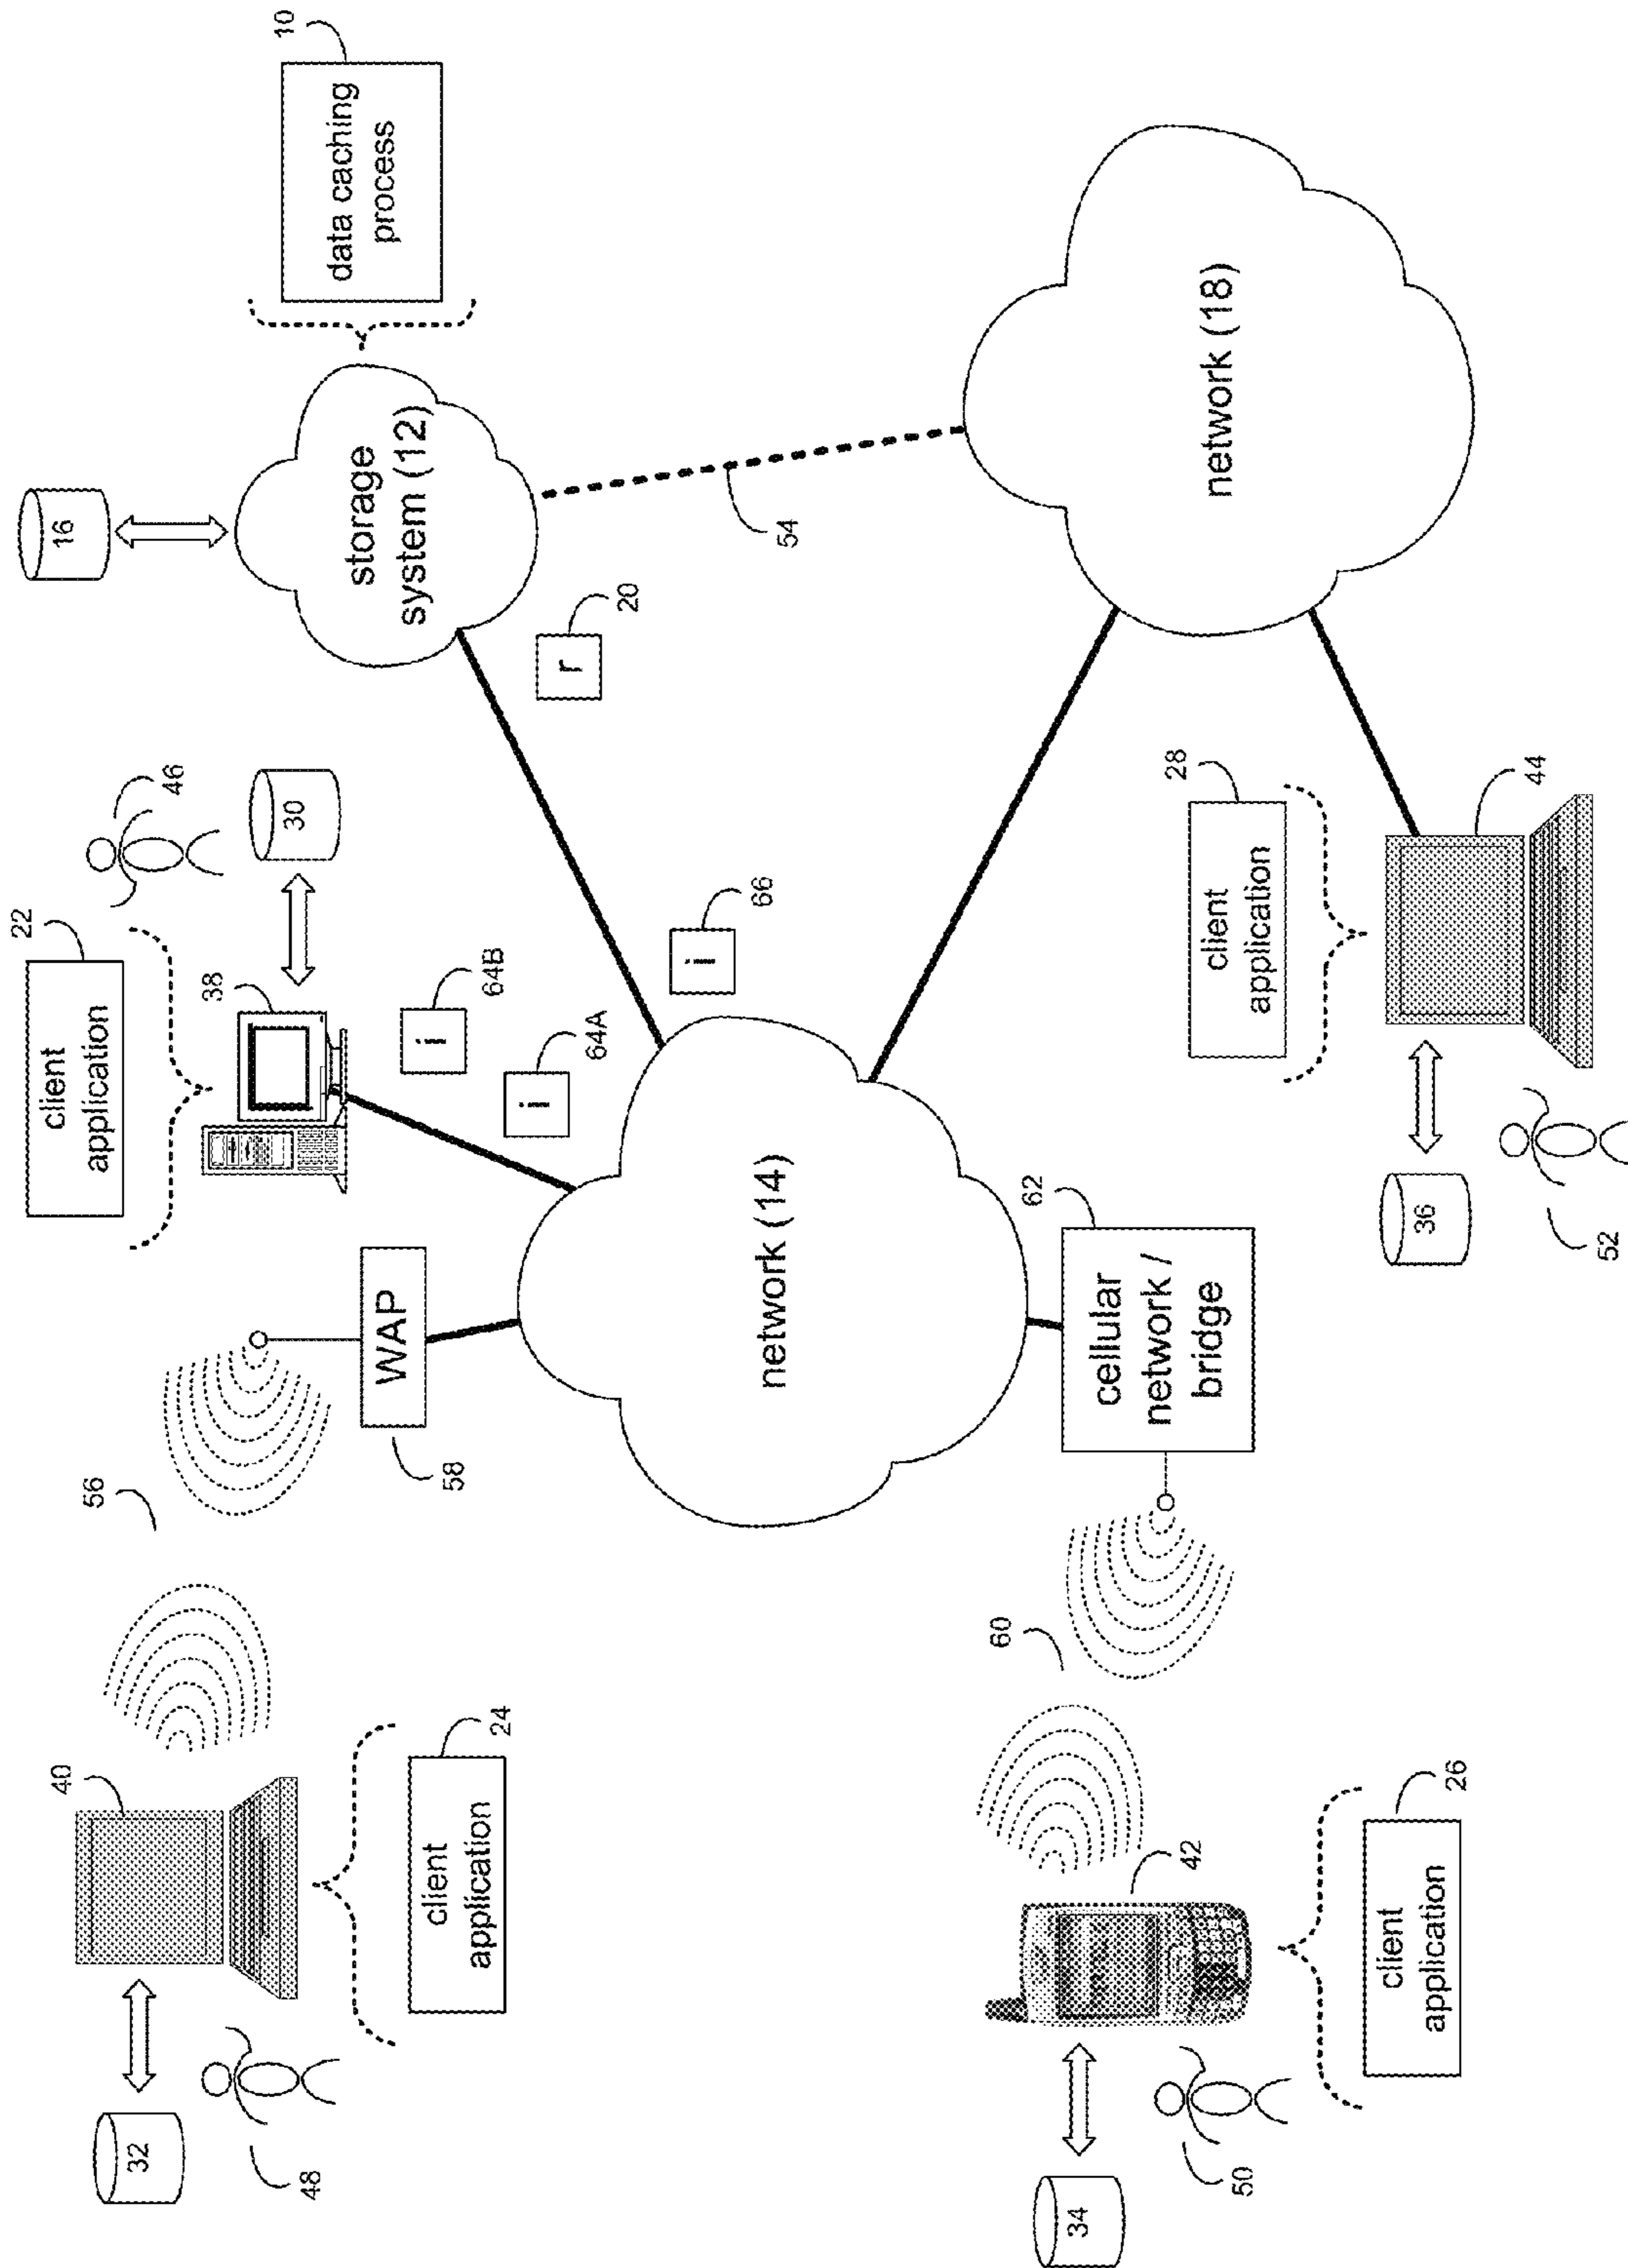 32
48
40
client
application
24
56
WAP
58
client
application
22
38
46
30
64B
i
64A
i
66
i
16
storage
system (12)
10
data caching
process
r
20
54
network (14)
network (18)
34
50
42
client
application
26
60
62
cellular
network /
bridge
client
application
28
44
36
52